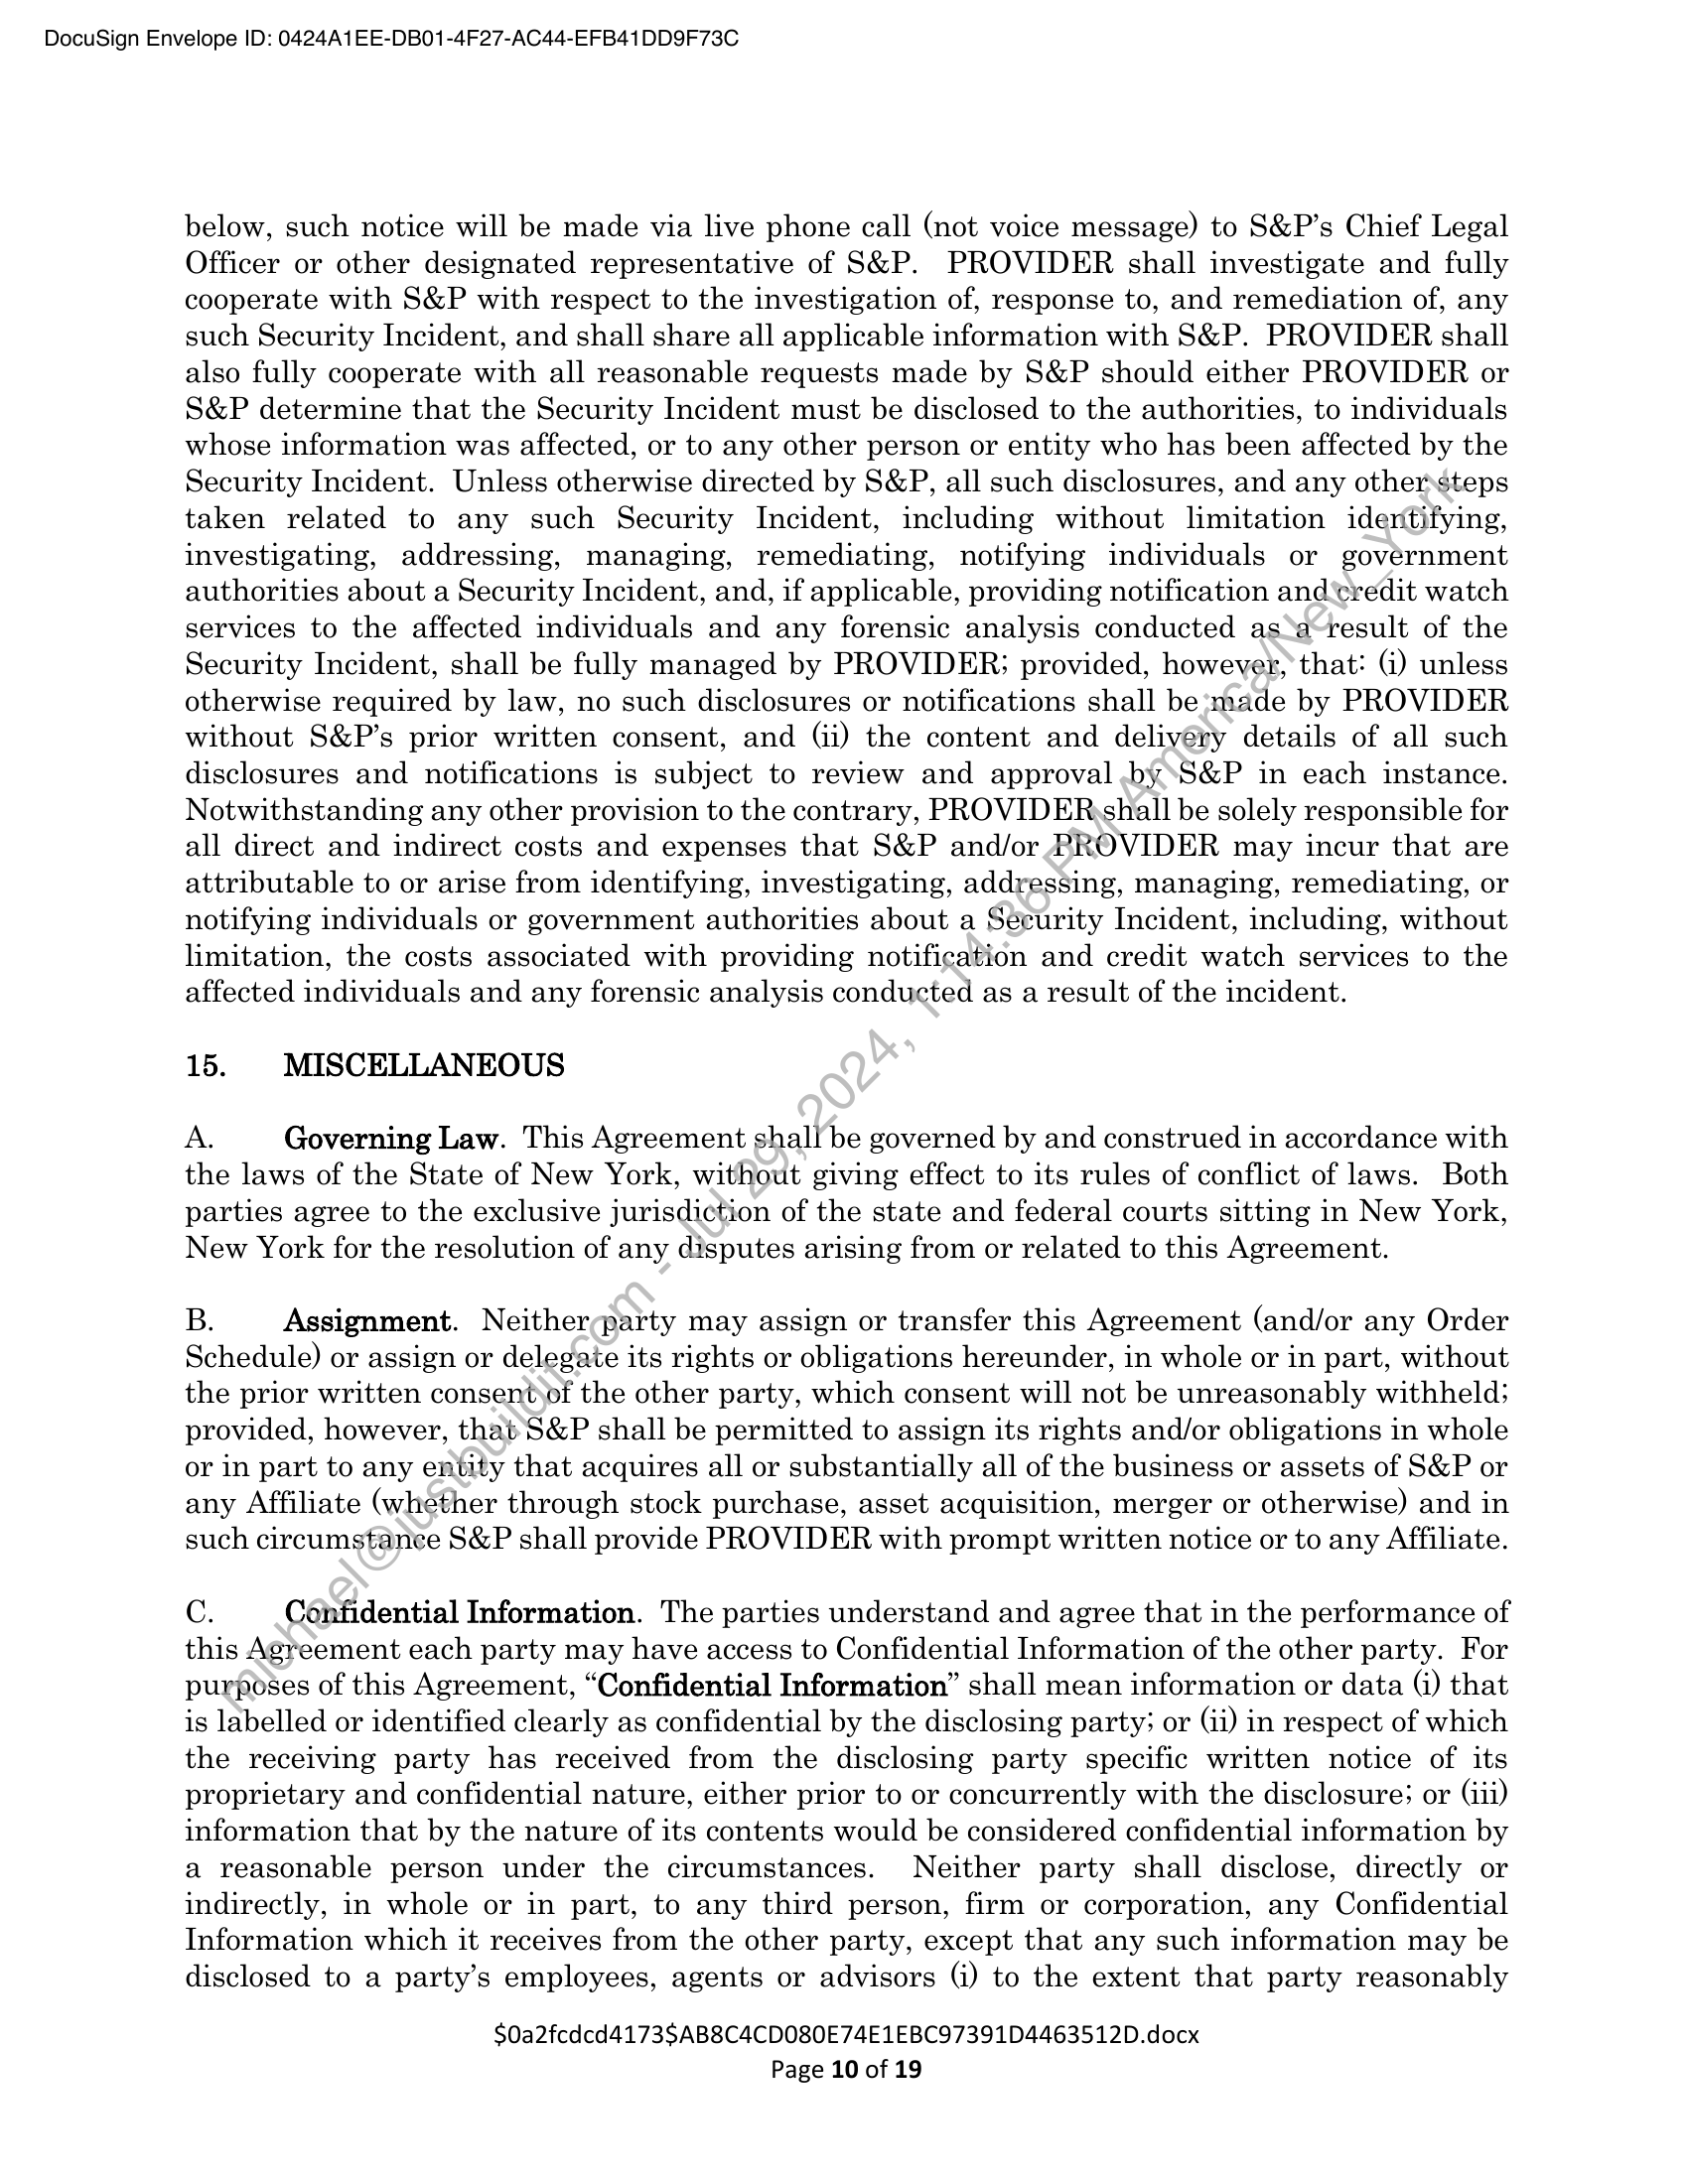 DocuSign Envelope ID: 0424A1EE-DB01-4F27-AC44-EFB41DD9F73C
below, such notice will be made via live phone call (not voice message) to S&P’s Chief Legal
Officer or other designated representative of S&P.  PROVIDER shall investigate and fully
cooperate with S&P with respect to the investigation of, response to, and remediation of, any
such Security Incident, and shall share all applicable information with S&P.  PROVIDER shall
also fully cooperate with all reasonable requests made by S&P should either PROVIDER or
S&P determine that the Security Incident must be disclosed to the authorities, to individuals
whose information was affected, or to any other person or entity who has been affected by the
Security Incident.  Unless otherwise directed by S&P, all such disclosures, and any other steps
taken related to any such Security Incident, including without limitation identifying,
investigating, addressing, managing, remediating, notifying individuals or government
authorities about a Security Incident, and, if applicable, providing notification and credit watch
services to the affected individuals and any forensic analysis conducted as a result of the
Security Incident, shall be fully managed by PROVIDER; provided, however, that: (i) unless
otherwise required by law, no such disclosures or notifications shall be made by PROVIDER
without S&P’s prior written consent, and (ii) the content and delivery details of all such
disclosures and notifications is subject to review and approval by S&P in each instance.
Notwithstanding any other provision to the contrary, PROVIDER shall be solely responsible for
all direct and indirect costs and expenses that S&P and/or PROVIDER may incur that are
attributable to or arise from identifying, investigating, addressing, managing, remediating, or
notifying individuals or government authorities about a Security Incident, including, without
limitation, the costs associated with providing notification and credit watch services to the
affected individuals and any forensic analysis conducted as a result of the incident.
15. MISCELLANEOUS
A. Governing Law.  This Agreement shall be governed by and construed in accordance with
the laws of the State of New York, without giving effect to its rules of conflict of laws.  Both
parties agree to the exclusive jurisdiction of the state and federal courts sitting in New York,
New York for the resolution of any disputes arising from or related to this Agreement.
B. Assignment.  Neither party may assign or transfer this Agreement (and/or any Order
Schedule) or assign or delegate its rights or obligations hereunder, in whole or in part, without
the prior written consent of the other party, which consent will not be unreasonably withheld;
provided, however, that S&P shall be permitted to assign its rights and/or obligations in whole
or in part to any entity that acquires all or substantially all of the business or assets of S&P or
any Affiliate (whether through stock purchase, asset acquisition, merger or otherwise) and in
such circumstance S&P shall provide PROVIDER with prompt written notice or to any Affiliate.
C. Confidential Information.  The parties understand and agree that in the performance of
this Agreement each party may have access to Confidential Information of the other party.  For
purposes of this Agreement, “Confidential Information” shall mean information or data (i) that
is labelled or identified clearly as confidential by the disclosing party; or (ii) in respect of which
the receiving party has received from the disclosing party specific written notice of its
proprietary and confidential nature, either prior to or concurrently with the disclosure; or (iii)
information that by the nature of its contents would be considered confidential information by
a reasonable person under the circumstances.  Neither party shall disclose, directly or
indirectly, in whole or in part, to any third person, firm or corporation, any Confidential
Information which it receives from the other party, except that any such information may be
disclosed to a party’s employees, agents or advisors (i) to the extent that party reasonably
$0a2fcdcd4173$AB8C4CD080E74E1EBC97391D4463512D.docx
Page 10 of 19
michael@justbuildit.com - Jul 29, 2024, 1:14:36 PM America/New_York